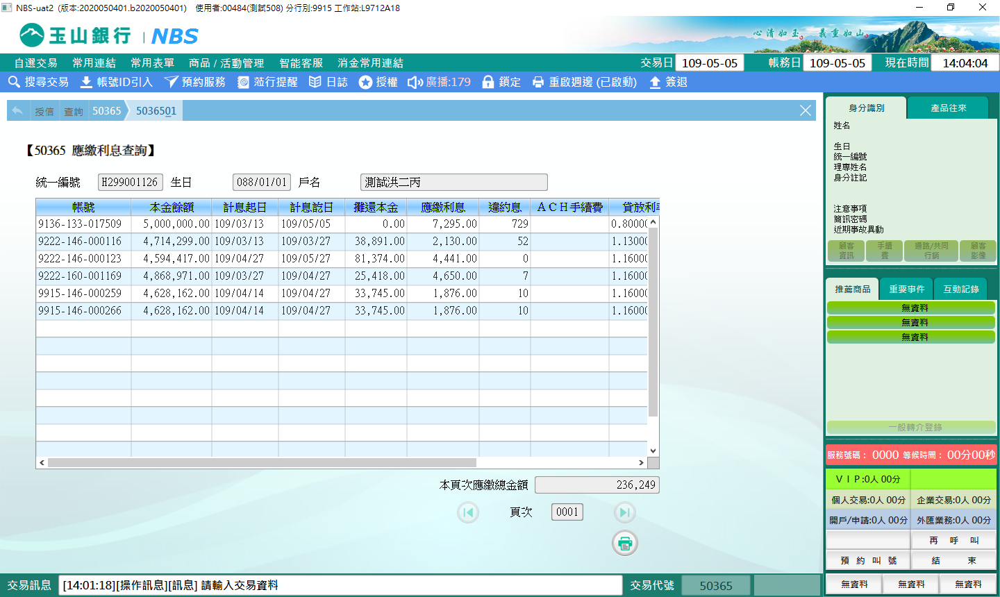 NBS-uat2 (版本:2020050401.b2020050401) 使用者:00484(測試508) 分行別:9915 工作站:L9712A18
玉山銀行 | NBS
心清如玉。 義重如山。
自選交易 常用連結 常用表單 商品 / 活動管理 智能客服 消金常用連結 交易日 109-05-05 帳務日 109-05-05 現在時間 14:04:04
搜尋交易 帳號ID引入 預約服務 蒞行提醒 日誌 授權 廣播:179 鎖定 重啟週邊 (已啟動) 簽退
授信 查詢 50365 5036501
【50365 應繳利息查詢】
統一編號 H299001126 生日 088/01/01 戶名 測試洪二丙
帳號 本金餘額 計息起日 計息訖日 攤還本金 應繳利息 違約息 ＡＣＨ手續費 貸放利率
9136-133-017509 5,000,000.00 109/03/13 109/05/05 0.00 7,295.00 729 0.80000
9222-146-000116 4,714,299.00 109/03/13 109/03/27 38,891.00 2,130.00 52 1.13000
9222-146-000123 4,594,417.00 109/04/27 109/05/27 81,374.00 4,441.00 0 1.16000
9222-160-001169 4,868,971.00 109/03/27 109/04/27 25,418.00 4,650.00 7 1.16000
9915-146-000259 4,628,162.00 109/04/14 109/04/27 33,745.00 1,876.00 10 1.16000
9915-146-000266 4,628,162.00 109/04/14 109/04/27 33,745.00 1,876.00 10 1.16000
本頁次應繳總金額 236,249
頁次 0001
交易訊息 [14:01:18][操作訊息][訊息] 請輸入交易資料 交易代號 50365
身分識別 產品往來
姓名
生日
統一編號
理專姓名
身分註記
注意事項
簡訊密碼
近期事故異動
顧客資訊 手續費 通路/共同行銷 顧客影像
推薦商品 重要事件 互動記錄
無資料
無資料
無資料
一般轉介登錄
服務號碼： 0000 等候時間： 00分00秒
ＶＩＰ:0人 00分
個人交易:0人 00分 企業交易:0人 00分
開戶/申請:0人 00分 外匯業務:0人 00分
再 呼 叫
預 約 叫 號 結 束
無資料 無資料 無資料